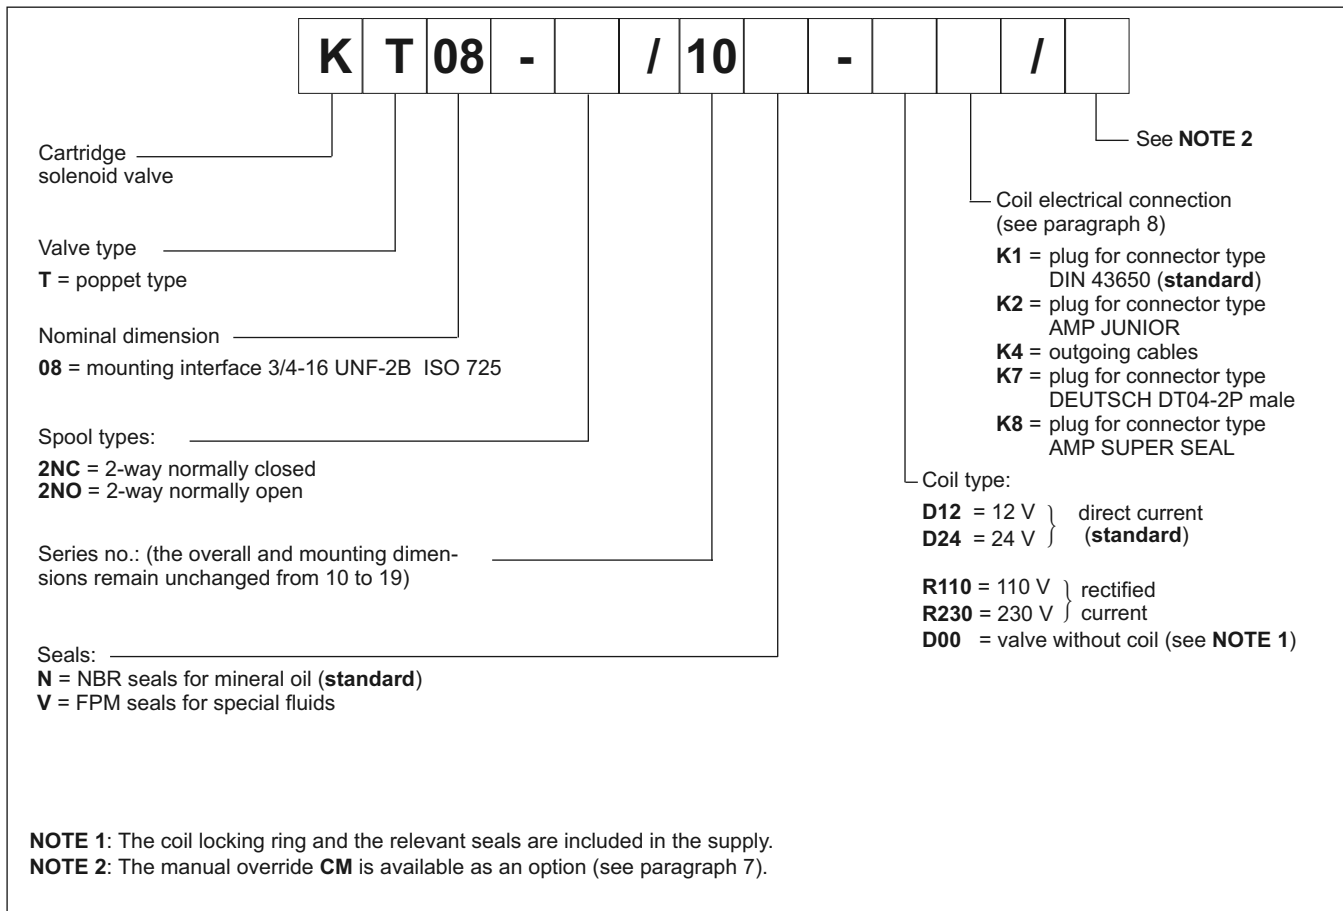 K T 08 - / 10 - /
Cartridge
solenoid valve
Valve type
T = poppet type
Nominal dimension
08 = mounting interface 3/4-16 UNF-2B ISO 725
Spool types:
2NC = 2-way normally closed
2NO = 2-way normally open
Series no.: (the overall and mounting dimen-
sions remain unchanged from 10 to 19)
Seals:
N = NBR seals for mineral oil (standard)
V = FPM seals for special fluids
See NOTE 2
Coil electrical connection
(see paragraph 8)
K1 = plug for connector type
DIN 43650 (standard)
K2 = plug for connector type
AMP JUNIOR
K4 = outgoing cables
K7 = plug for connector type
DEUTSCH DT04-2P male
K8 = plug for connector type
AMP SUPER SEAL
Coil type:
D12 = 12 V direct current
D24 = 24 V (standard)
R110 = 110 V rectified
R230 = 230 V current
D00 = valve without coil (see NOTE 1)
NOTE 1: The coil locking ring and the relevant seals are included in the supply.
NOTE 2: The manual override CM is available as an option (see paragraph 7).